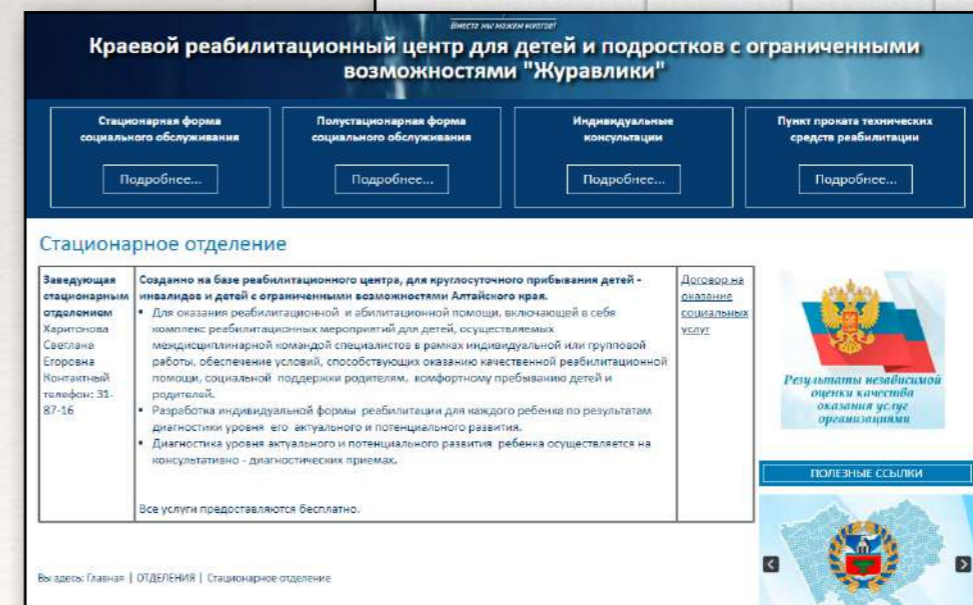 Вместе мы можем многое!
Краевой реабилитационный центр для детей и подростков с ограниченными
возможностями "Журавлики"
Стационарная форма
социального обслуживания
Подробнее...
Полустационарная форма
социального обслуживания
Подробнее...
Индивидуальные
консультации
Подробнее...
Пункт проката технических
средств реабилитации
Подробнее...
Стационарное отделение
Заведующая
стационарным
отделением
Харитонова
Светлана
Егоровна
Контактный
телефон: 31-
87-16
Созданно на базе реабилитационного центра, для круглосуточного прибывания детей -
инвалидов и детей с ограниченными возможностями Алтайского края.
• Для оказания реабилитационной и абилитационной помощи, включающей в себя
комплекс реабилитационных мероприятий для детей, осуществляемых
междисциплинарной командой специалистов в рамках индивидуальной или групповой
работы, обеспечение условий, способствующих оказанию качественной реабилитационной
помощи, социальной поддержки родителям, комфортному пребыванию детей и
родителей.
• Разработка индивидуальной формы реабилитации для каждого ребенка по результатам
диагностики уровня его актуального и потенциального развития.
• Диагностика уровня актуального и потенциального развития ребенка осуществляется на
консультативно - диагностических приемах.
Все услуги предоставляются бесплатно.
Договор на
оказание
социальных
услуг
Результаты независимой
оценки качества
оказания услуг
организациями
ПОЛЕЗНЫЕ ССЫЛКИ
Вы здесь: Главная | ОТДЕЛЕНИЯ | Стационарное отделение